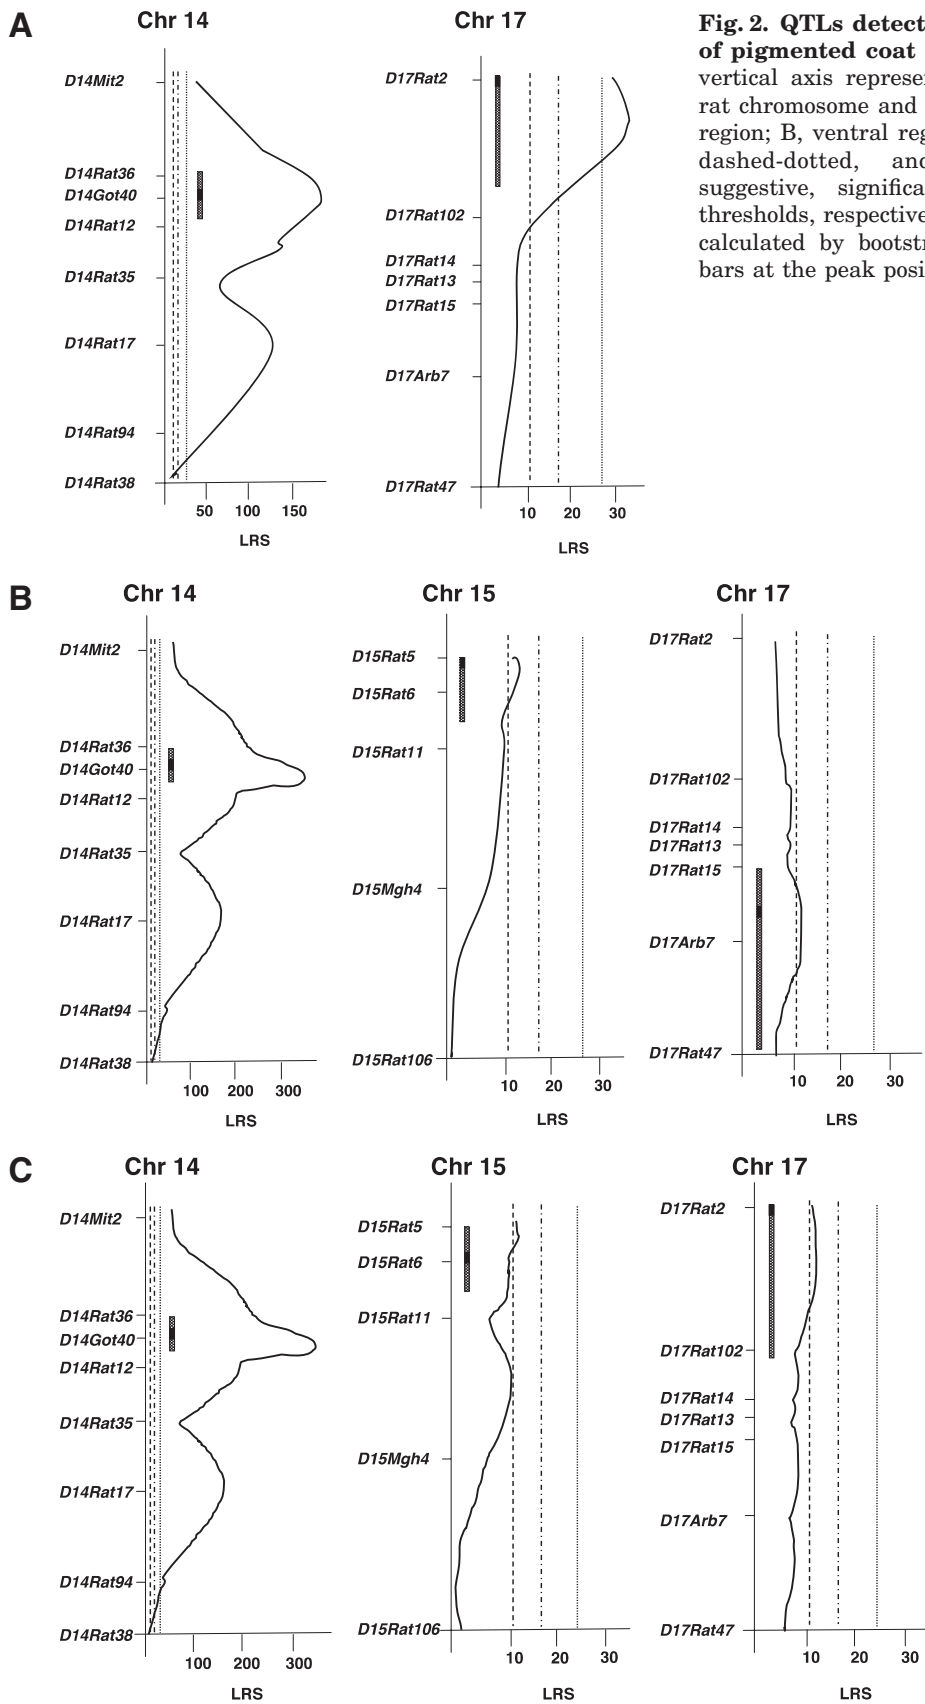 A
Chr 14
Chr 17
D14Mit2
D14Rat36
D14Got40
D14Rat12
D14Rat35
D14Rat17
D14Rat94
D14Rat38
50 100 150
LRS
D17Rat2
D17Rat102
D17Rat14
D17Rat13
D17Rat15
D17Arb7
D17Rat47
10 20 30
LRS
Fig. 2. QTLs detect
of pigmented coat
vertical axis represe
rat chromosome and
region; B, ventral reg
dashed-dotted, an
suggestive, signific
thresholds, respective
calculated by bootst
bars at the peak posi
B
Chr 14
Chr 15
Chr 17
D14Mit2
D14Rat36
D14Got40
D14Rat12
D14Rat35
D14Rat17
D14Rat94
D14Rat38
100 200 300
LRS
D15Rat5
D15Rat6
D15Rat11
D15Mgh4
D15Rat106
10 20 30
LRS
D17Rat2
D17Rat102
D17Rat14
D17Rat13
D17Rat15
D17Arb7
D17Rat47
10 20 30
LRS
C
Chr 14
Chr 15
Chr 17
D14Mit2
D14Rat36
D14Got40
D14Rat12
D14Rat35
D14Rat17
D14Rat94
D14Rat38
100 200 300
LRS
D15Rat5
D15Rat6
D15Rat11
D15Mgh4
D15Rat106
10 20 30
LRS
D17Rat2
D17Rat102
D17Rat14
D17Rat13
D17Rat15
D17Arb7
D17Rat47
10 20 30
LRS